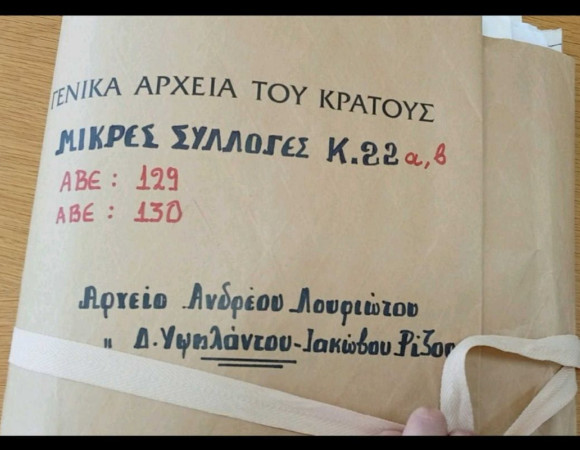 ΓΕΝΙΚΑ ΑΡΧΕΙΑ ΤΟΥ ΚΡΑΤΟΥΣ
ΜΙΚΡΕΣ ΣΥΛΛΟΓΕΣ Κ.22 α,β
ΑΒΕ : 129
ΑΒΕ : 130
Αρχείο Ανδρέου Λουριώτου
" Δ. Υψηλάντου-Ιακώβου Ρίζου